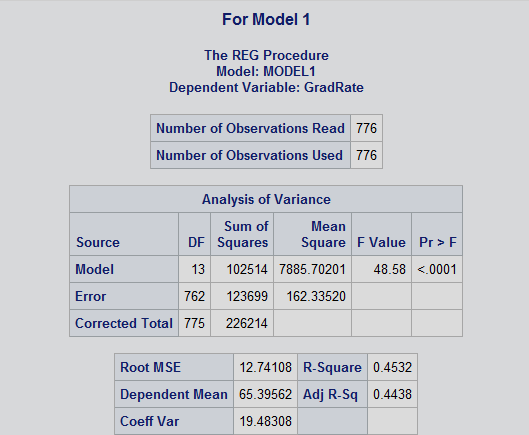 For Model 1
The REG Procedure
Model: MODEL1
Dependent Variable: GradRate
Number of Observations Read 776
Number of Observations Used 776
Analysis of Variance
Source DF Sum of Squares Mean Square F Value Pr > F
Model 13 102514 7885.70201 48.58 <.0001
Error 762 123699 162.33520
Corrected Total 775 226214
Root MSE 12.74108 R-Square 0.4532
Dependent Mean 65.39562 Adj R-Sq 0.4438
Coeff Var 19.48308